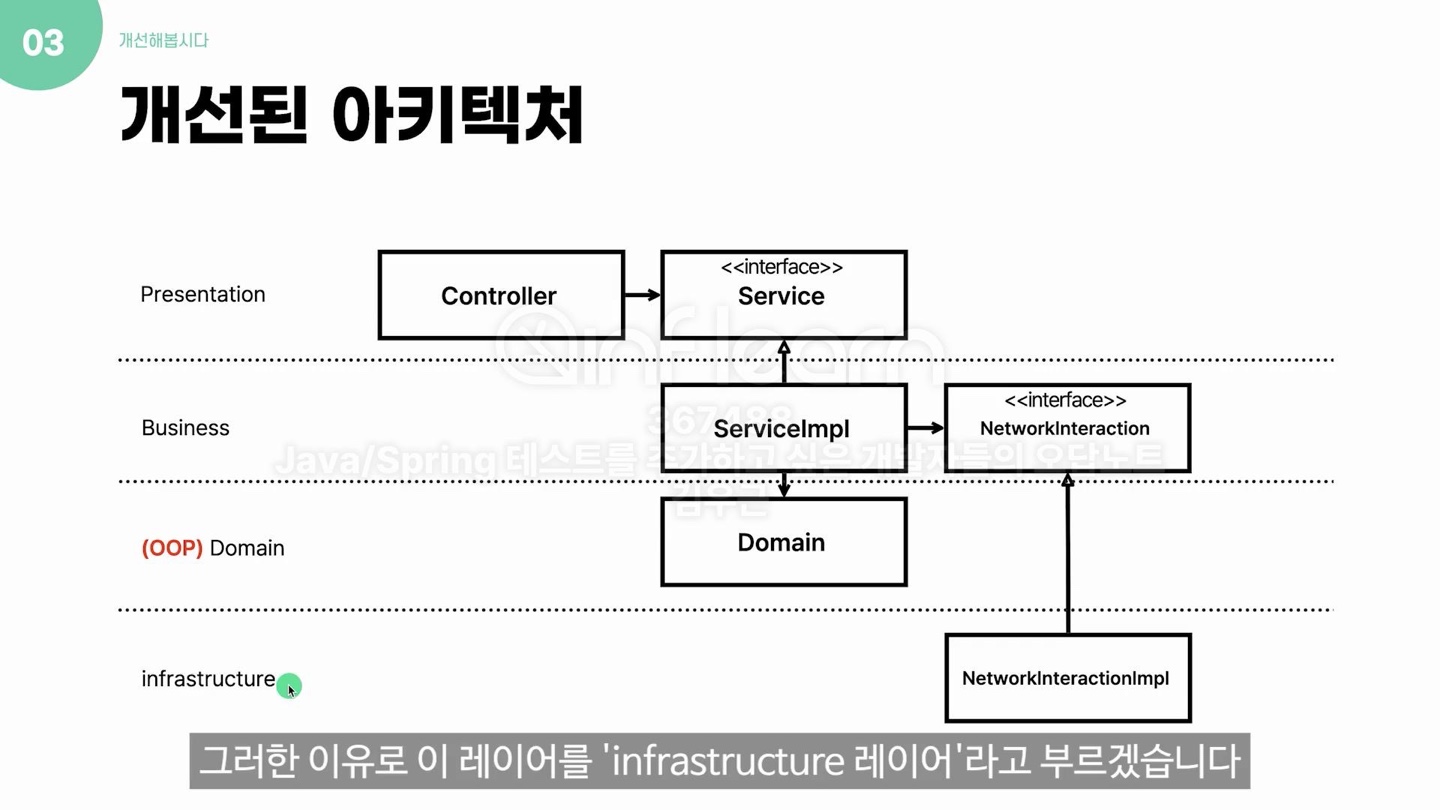 03
개선해봅시다
개선된 아키텍처
Presentation
Controller
<<interface>>
Service
inflearn
Business
ServiceImpl
<<interface>>
NetworkInteraction
367488
Java/Spring 테스트를 추가하고 싶은 개발자들의 오답노트
김우근
(OOP) Domain
Domain
infrastructure
NetworkInteractionImpl
그러한 이유로 이 레이어를 'infrastructure 레이어'라고 부르겠습니다